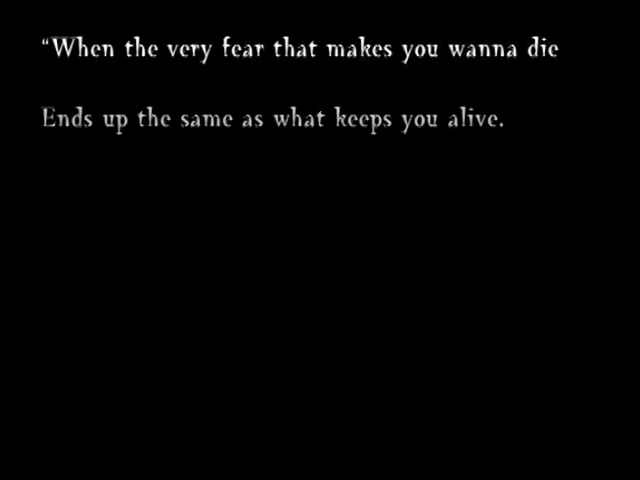 “When the very fear that makes you wanna die
Ends up the same as what keeps you alive.